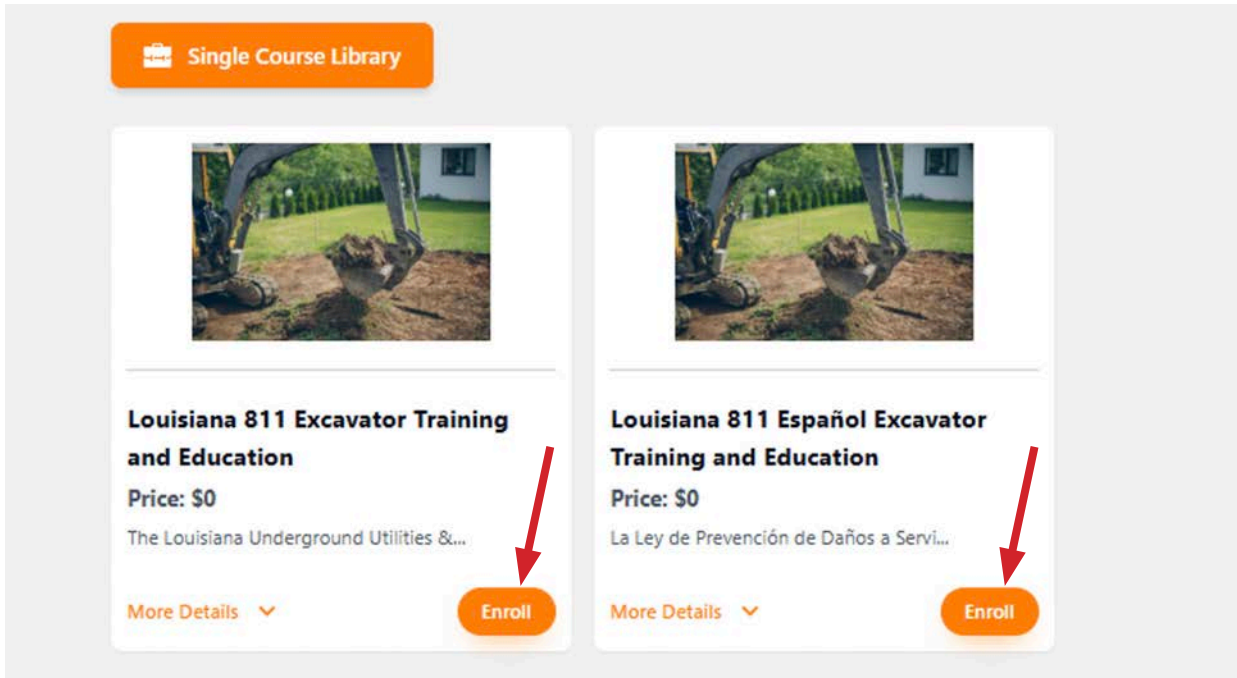 Single Course Library
Louisiana 811 Excavator Training
and Education
Price: $0
The Louisiana Underground Utilities &...
More Details
Enroll
Louisiana 811 Español Excavator
Training and Education
Price: $0
La Ley de Prevención de Daños a Servi...
More Details
Enroll